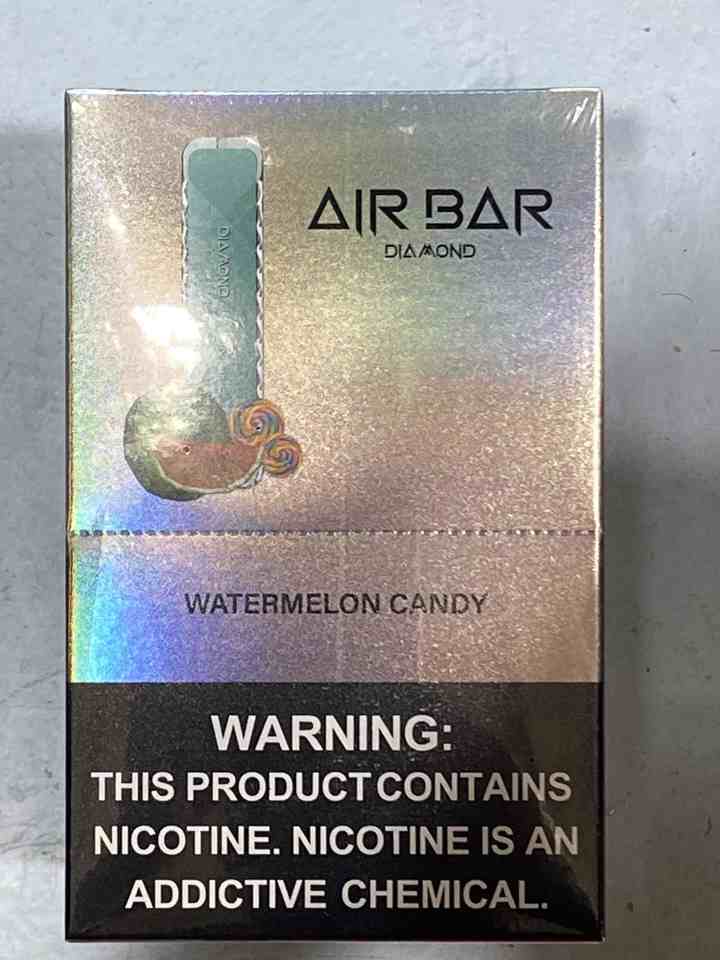 AIR BAR
DIAMOND
DIAMOND
WATERMELON CANDY
WARNING:
THIS PRODUCT CONTAINS
NICOTINE. NICOTINE IS AN
ADDICTIVE CHEMICAL.